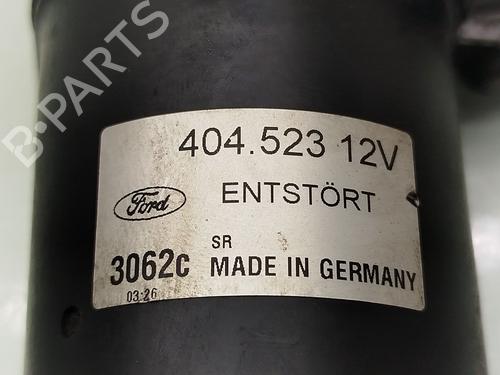 B-PARTS
404.523 12V
Ford
ENTSTÖRT
SR
3062c MADE IN GERMANY
03:26